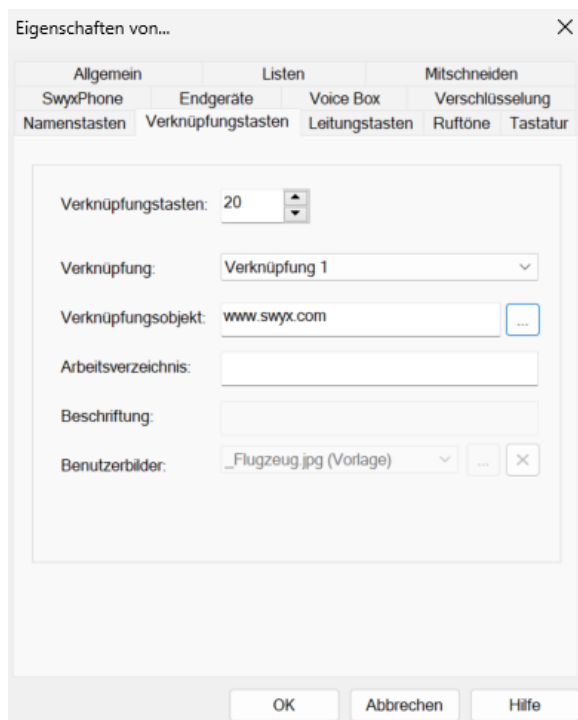 Eigenschaften von...
Allgemein Listen Mitschneiden
SwyxPhone Endgeräte Voice Box Verschlüsselung
Namenstasten Verknüpfungstasten Leitungstasten Ruftöne Tastatur
Verknüpfungstasten: 20
Verknüpfung: Verknüpfung 1
Verknüpfungsobjekt: www.swyx.com ...
Arbeitsverzeichnis:
Beschriftung:
Benutzerbilder: _Flugzeug.jpg (Vorlage) ...
OK Abbrechen Hilfe